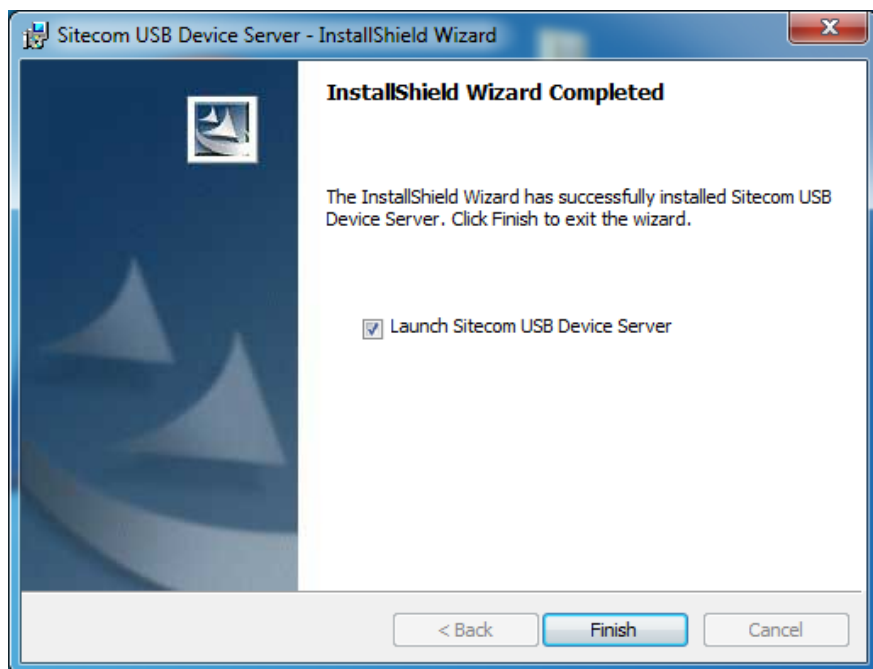 Sitecom USB Device Server - InstallShield Wizard
InstallShield Wizard Completed
The InstallShield Wizard has successfully installed Sitecom USB
Device Server. Click Finish to exit the wizard.
Launch Sitecom USB Device Server
< Back
Finish
Cancel